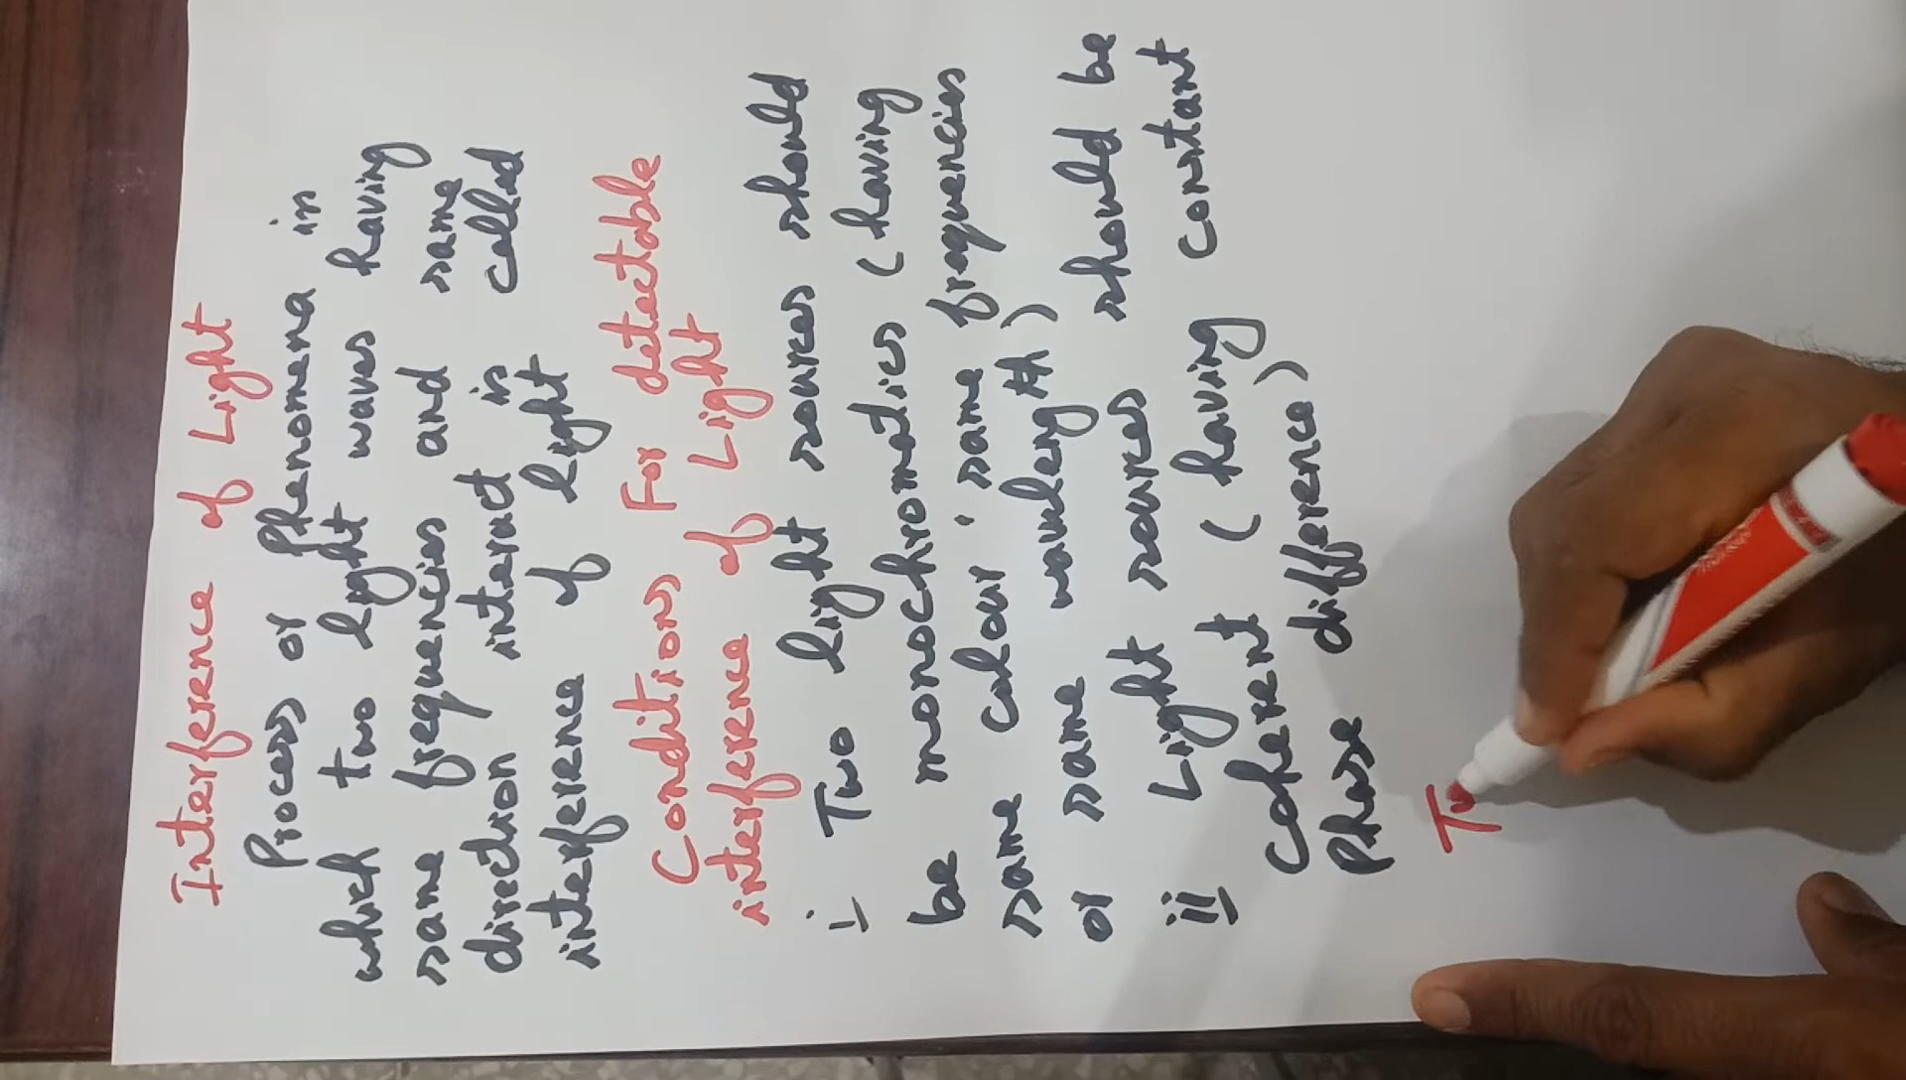 Interference of Light
Process or Phenomena in
which two light waves having
same frequencies and same
direction interact is called
interference of light
Conditions For detectable
interference of Light
i Two light sources should
be monochromatics (having
same colour, same frequencies
or same wavelength)
ii Light sources should be
Coherent (having constant
Phase difference)